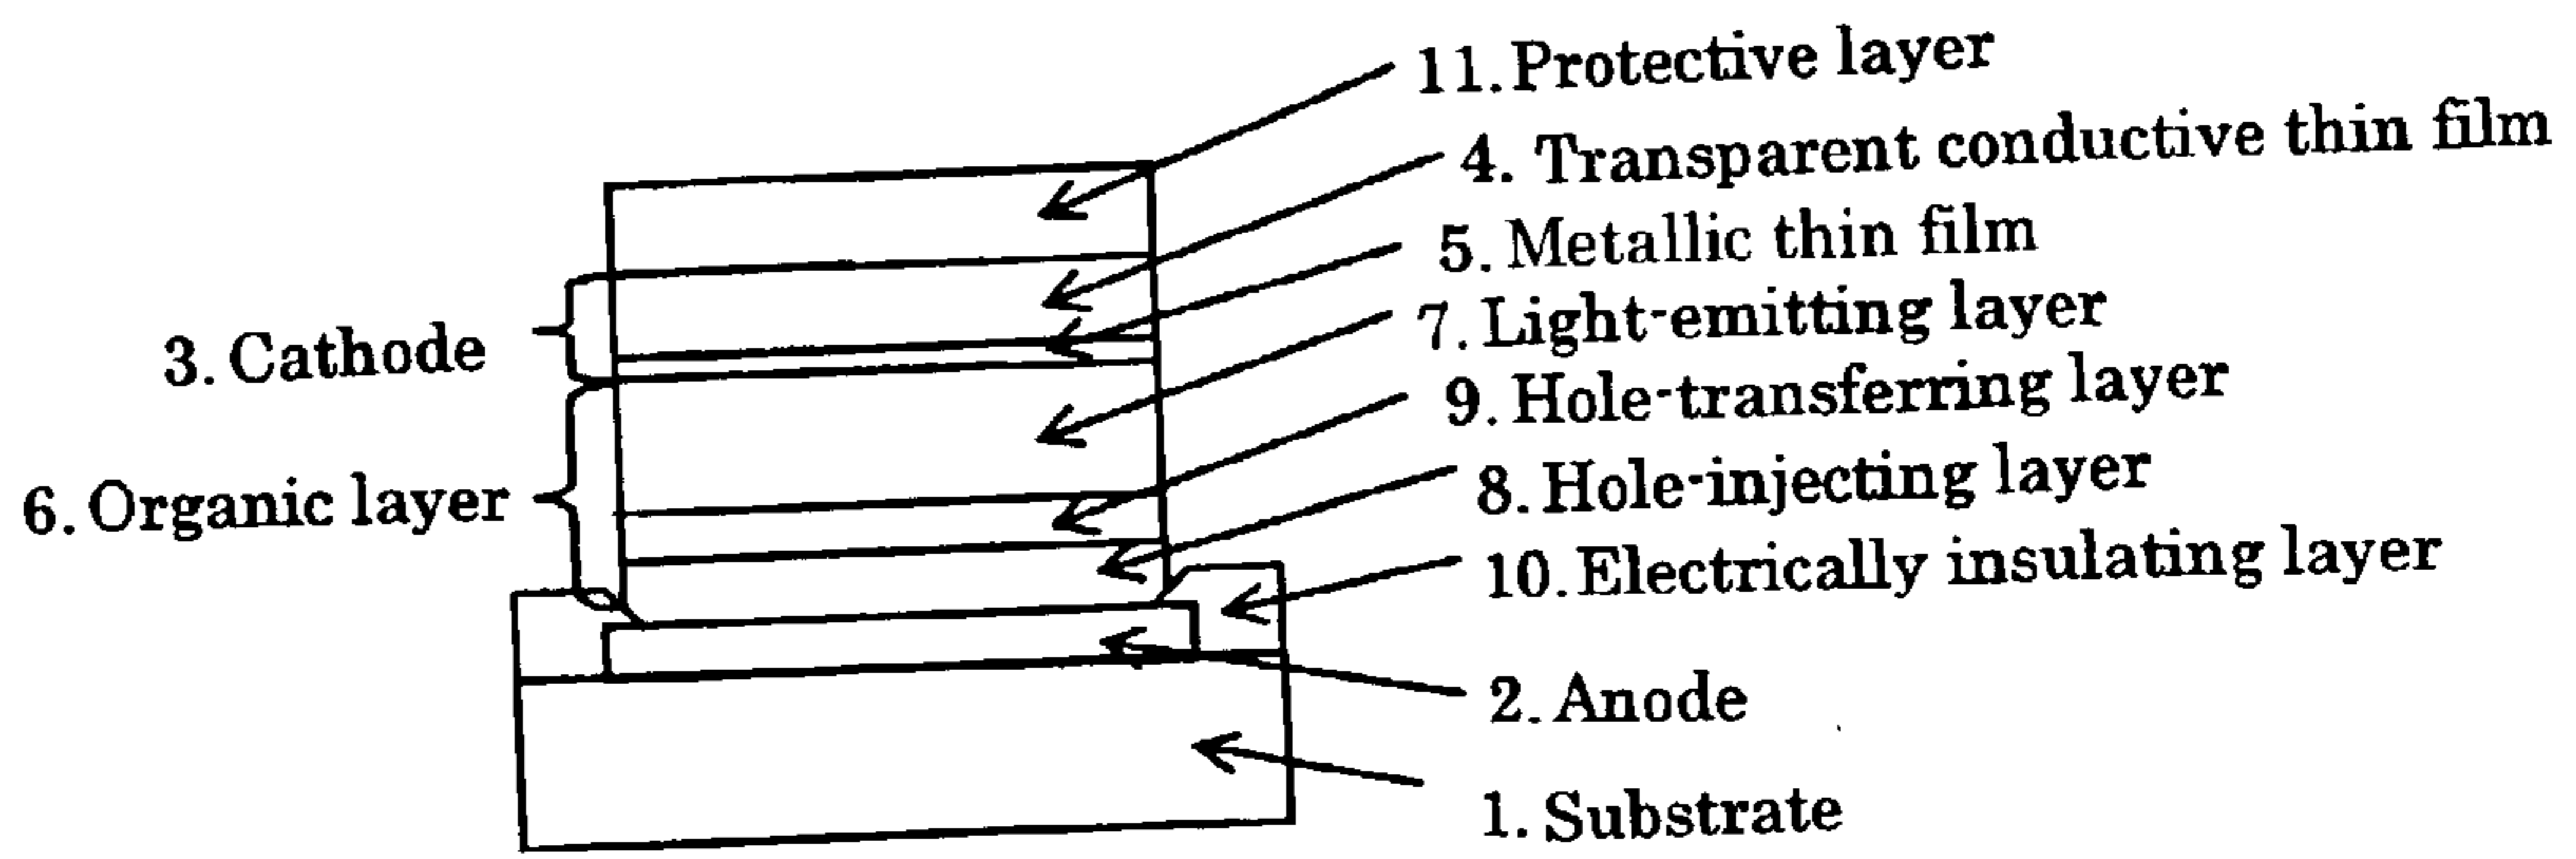 11. Protective layer
4. Transparent conductive thin film
5. Metallic thin film
7. Light-emitting layer
3. Cathode
9. Hole-transferring layer
6. Organic layer
8. Hole-injecting layer
10. Electrically insulating layer
2. Anode
1. Substrate